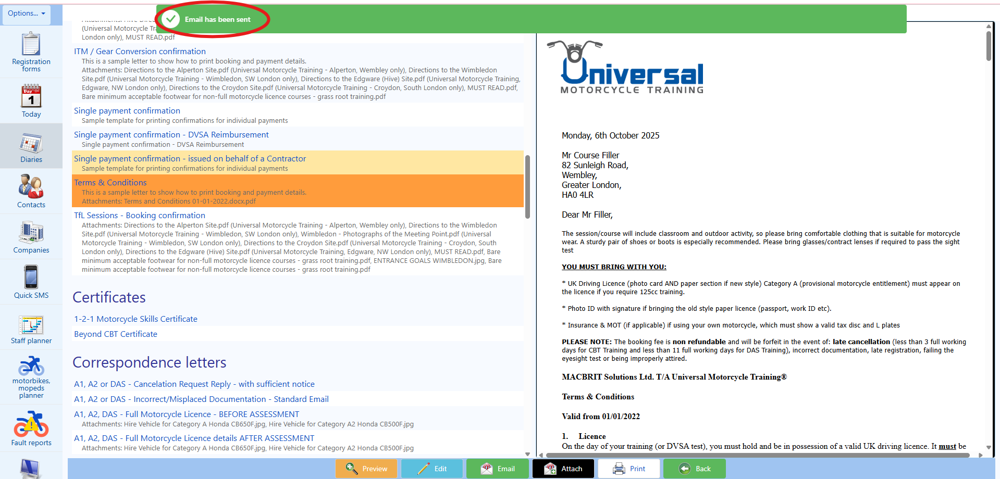 Options...
Registration
forms
Day
1
Today
Diaries
Contacts
Companies
Quick SMS
Staff planner
motorbikes,
mopeds
planner
Fault reports
Email has been sent
(Universal Motorcycle Tr
London only), MUST READ.pdf
ITM / Gear Conversion confirmation
This is a sample letter to show how to print booking and payment details.
Attachments: Directions to the Alperton Site.pdf (Universal Motorcycle Training - Alperton, Wembley only), Directions to the Wimbledon
Site.pdf (Universal Motorcycle Training - Wimbledon, SW London only), Directions to the Edgware (Hive) Site.pdf (Universal Motorcycle Training,
Edgware, NW London only), Directions to the Croydon Site.pdf (Universal Motorcycle Training - Croydon, South London only), MUST READ.pdf,
Bare minimum acceptable footwear for non-full motorcycle licence courses - grass root training.pdf
Single payment confirmation
Sample template for printing confirmations for individual payments
Single payment confirmation - DVSA Reimbursement
Single payment confirmation - DVSA Reimbursement
Single payment confirmation - issued on behalf of a Contractor
Sample template for printing confirmations for individual payments
Terms & Conditions
This is a sample letter to show how to print booking and payment details.
Attachments: Terms and Conditions 01-01-2022.docx.pdf
TfL Sessions - Booking confirmation
Attachments: Directions to the Alperton Site.pdf (Universal Motorcycle Training - Alperton, Wembley only), Directions to the Wimbledon
Site.pdf (Universal Motorcycle Training - Wimbledon, SW London only), Wimbledon - Photographs of the Meeting Point.pdf (Universal
Motorcycle Training - Wimbledon, SW London only), Directions to the Croydon Site.pdf (Universal Motorcycle Training - Croydon, South
London only), Directions to the Edgware (Hive) Site.pdf (Universal Motorcycle Training, Edgware, NW London only), MUST READ.pdf, Bare
minimum acceptable footwear for non-full motorcycle licence courses - grass root training.pdf, ENTRANCE GOALS WIMBLEDON.jpg, Bare
minimum acceptable footwear for non-full motorcycle licence courses - grass root training.pdf
Certificates
1-2-1 Motorcycle Skills Certificate
Beyond CBT Certificate
Correspondence letters
A1, A2 or DAS - Cancelation Request Reply - with sufficient notice
A1, A2 or DAS - Incorrect/Misplaced Documentation - Standard Email
A1, A2, DAS - Full Motorcycle Licence - BEFORE ASSESSMENT
Attachments: Hire Vehicle for Category A Honda CB650F.jpg, Hire Vehicle for Category A2 Honda CB500F.jpg
A1, A2, DAS - Full Motorcycle Licence details AFTER ASSESSMENT
Attachments: Hire Vehicle for Category A Honda CB650F.jpg, Hire Vehicle for Category A2 Honda CB500F.jpg
Universal
MOTORCYCLE TRAINING
Monday, 6th October 2025
Mr Course Filler
82 Sunleigh Road,
Wembley,
Greater London,
HA0 4LR
Dear Mr Filler,
The session/course will include classroom and outdoor activity, so please bring comfortable clothing that is suitable for motorcycle
wear. A sturdy pair of shoes or boots is especially recommended. Please bring glasses/contract lenses if required to pass the sight
test
YOU MUST BRING WITH YOU:
* UK Driving Licence (photo card AND paper section if new style) Category A (provisional motorcycle entitlement) must appear on
the licence if you require 125cc training.
* Photo ID with signature if bringing the old style paper licence (passport, work ID etc).
* Insurance & MOT (if applicable) if using your own motorcycle, which must show a valid tax disc and L plates
PLEASE NOTE: The booking fee is non refundable and will be forfeit in the event of: late cancellation (less than 3 full working
days for CBT Training and less than 11 full working days for DAS Training), incorrect documentation, late registration, failing the
eyesight test or being improperly attired.
MACBRIT Solutions Ltd. T/A Universal Motorcycle Training®
Terms & Conditions
Valid from 01/01/2022
1. Licence
On the day of your training (or DVSA test), you must hold and be in possession of a valid UK driving licence. It must be
Preview
Edit
Email
Attach
Print
Back